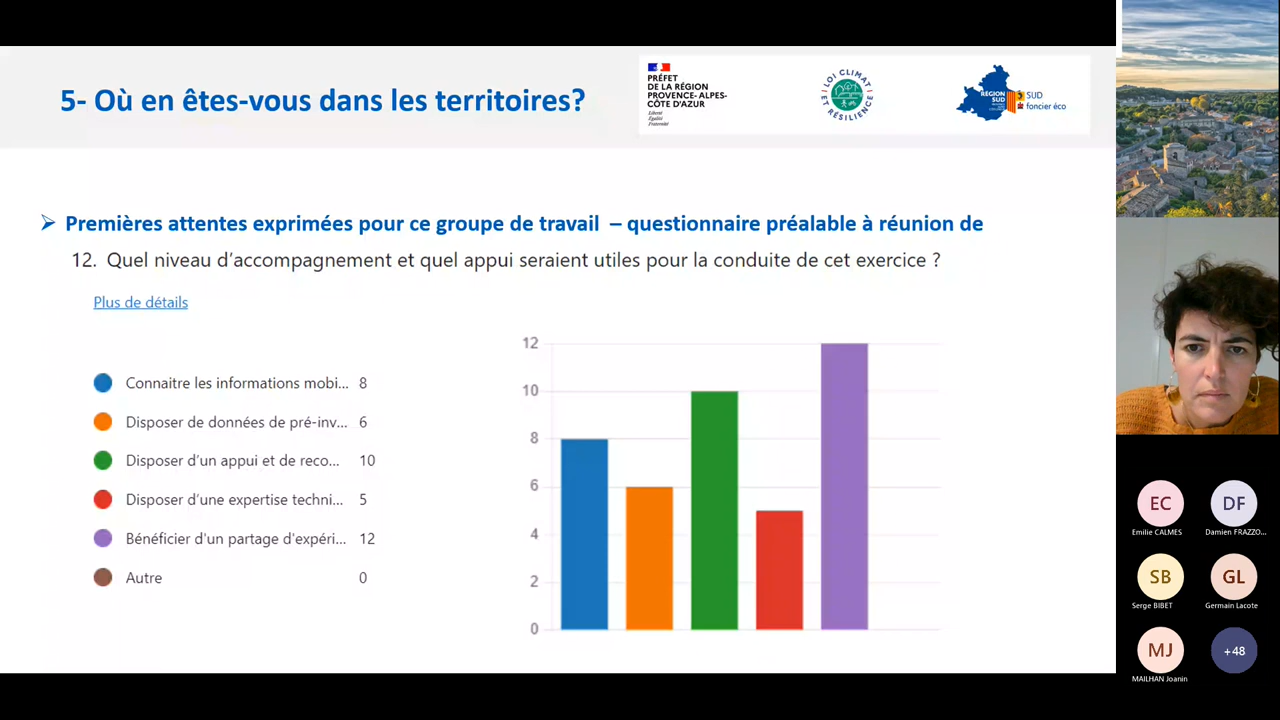 5- Où en êtes-vous dans les territoires?
PRÉFET
DE LA RÉGION
PROVENCE- ALPES-
CÔTE D'AZUR
Liberté
Égalité
Fraternité
LOI CLIMAT
ET RÉSILIENCE
RÉGION
SUD
SUD
foncier éco
Premières attentes exprimées pour ce groupe de travail – questionnaire préalable à réunion de
12. Quel niveau d'accompagnement et quel appui seraient utiles pour la conduite de cet exercice ?
Plus de détails
Connaitre les informations mobi... 8
Disposer de données de pré-inv... 6
Disposer d'un appui et de reco... 10
Disposer d'une expertise techni... 5
Bénéficier d'un partage d'expéri... 12
Autre 0
12
10
8
6
4
2
0
EC
DF
Emilie CALMES
Damien FRAZZO...
SB
GL
Serge BIBET
Germain Lacote
MJ
+48
MAILHAN Joanin